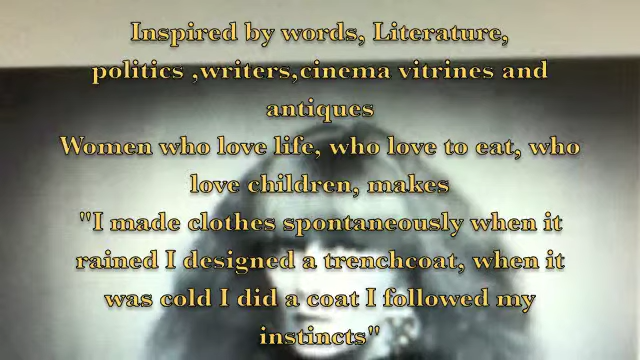 Inspired by words, Literature,
politics ,writers,cinema vitrines and
antiques
Women who love life, who love to eat, who
love children, makes
"I made clothes spontaneously when it
rained I designed a trenchcoat, when it
was cold I did a coat I followed my
instincts"